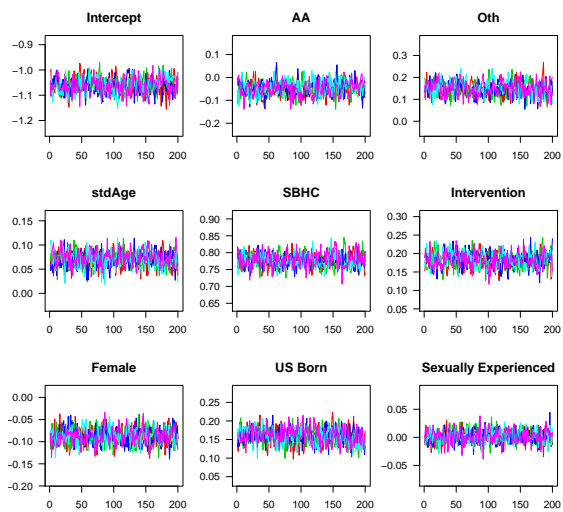 Intercept
−0.9
−1.0
−1.1
−1.2
0 50 100 150 200
AA
0.1
0.0
−0.1
−0.2
0 50 100 150 200
Oth
0.3
0.2
0.1
0.0
0 50 100 150 200
stdAge
0.15
0.10
0.05
0.00
0 50 100 150 200
SBHC
0.90
0.85
0.80
0.75
0.70
0.65
0 50 100 150 200
Intervention
0.30
0.25
0.20
0.15
0.10
0.05
0 50 100 150 200
Female
0.00
−0.05
−0.10
−0.15
−0.20
0 50 100 150 200
US Born
0.25
0.20
0.15
0.10
0.05
0 50 100 150 200
Sexually Experienced
0.05
0.00
−0.05
0 50 100 150 200